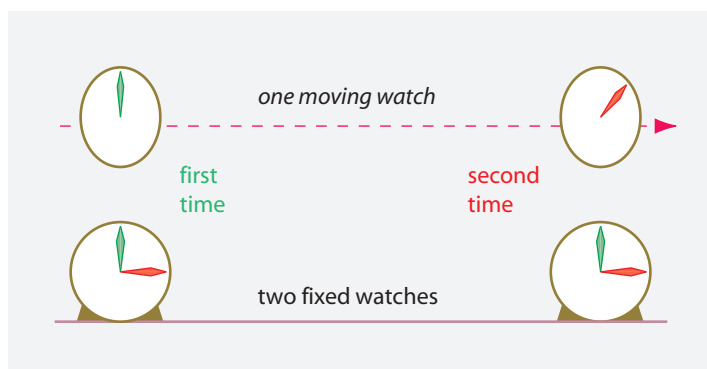 one moving watch
first
time
second
time
two fixed watches